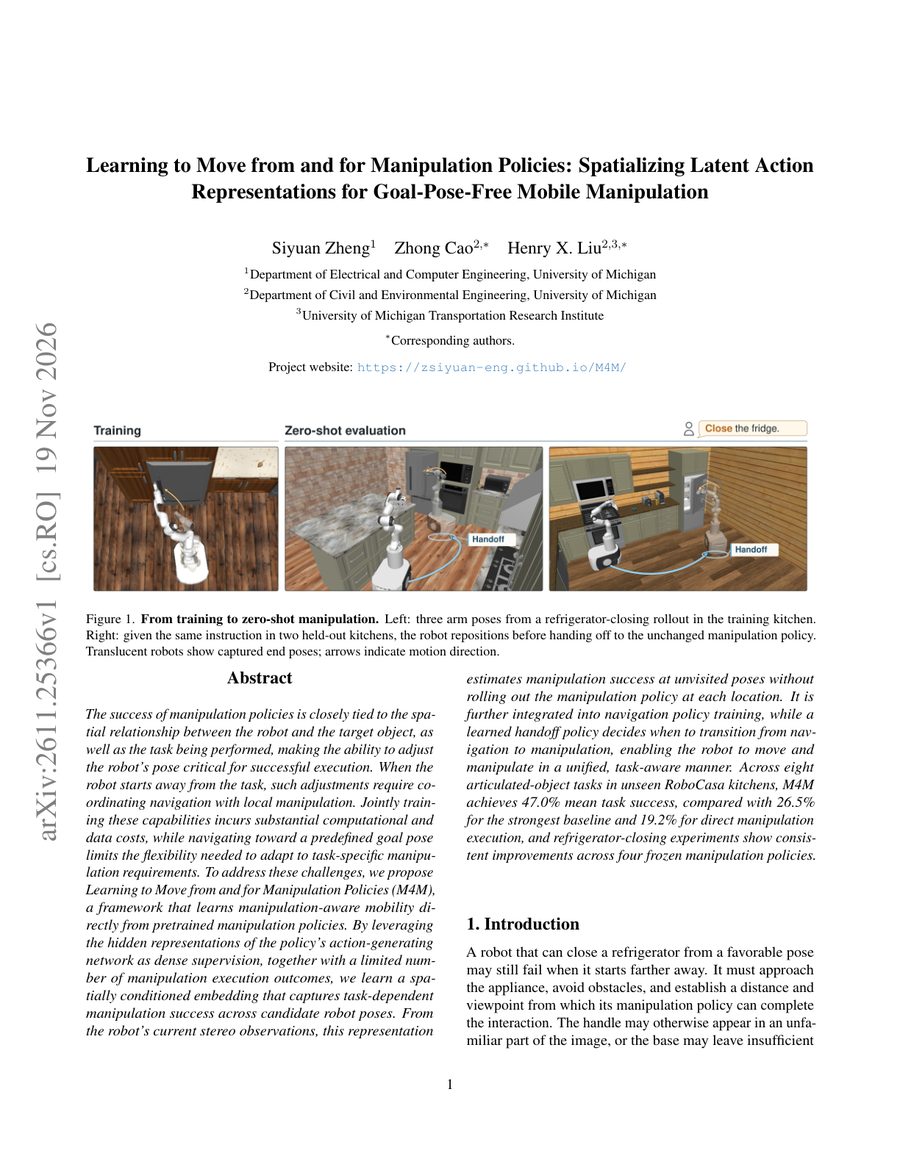 Learning to Move from and for Manipulation Policies: Spatializing Latent Action
Representations for Goal-Pose-Free Mobile Manipulation
Siyuan Zheng1 Zhong Cao2,* Henry X. Liu2,3,*
1Department of Electrical and Computer Engineering, University of Michigan
2Department of Civil and Environmental Engineering, University of Michigan
3University of Michigan Transportation Research Institute
*Corresponding authors.
Project website: https://zsiyuan-eng.github.io/M4M/
arXiv:2611.25366v1 [cs.RO] 19 Nov 2026
Training
Zero-shot evaluation
Close the fridge.
Handoff
Handoff
Figure 1. From training to zero-shot manipulation. Left: three arm poses from a refrigerator-closing rollout in the training kitchen.
Right: given the same instruction in two held-out kitchens, the robot repositions before handing off to the unchanged manipulation policy.
Translucent robots show captured end poses; arrows indicate motion direction.
Abstract
The success of manipulation policies is closely tied to the spa-
tial relationship between the robot and the target object, as
well as the task being performed, making the ability to adjust
the robot's pose critical for successful execution. When the
robot starts away from the task, such adjustments require co-
ordinating navigation with local manipulation. Jointly train-
ing these capabilities incurs substantial computational and
data costs, while navigating toward a predefined goal pose
limits the flexibility needed to adapt to task-specific manipu-
lation requirements. To address these challenges, we propose
Learning to Move from and for Manipulation Policies (M4M),
a framework that learns manipulation-aware mobility di-
rectly from pretrained manipulation policies. By leveraging
the hidden representations of the policy's action-generating
network as dense supervision, together with a limited num-
ber of manipulation execution outcomes, we learn a spa-
tially conditioned embedding that captures task-dependent
manipulation success across candidate robot poses. From
the robot's current stereo observations, this representation
estimates manipulation success at unvisited poses without
rolling out the manipulation policy at each location. It is
further integrated into navigation policy training, while a
learned handoff policy decides when to transition from nav-
igation to manipulation, enabling the robot to move and
manipulate in a unified, task-aware manner. Across eight
articulated-object tasks in unseen RoboCasa kitchens, M4M
achieves 47.0% mean task success, compared with 26.5%
for the strongest baseline and 19.2% for direct manipulation
execution, and refrigerator-closing experiments show consis-
tent improvements across four frozen manipulation policies.
1. Introduction
A robot that can close a refrigerator from a favorable pose
may still fail when it starts farther away. It must approach
the appliance, avoid obstacles, and establish a distance and
viewpoint from which its manipulation policy can complete
the interaction. The handle may otherwise appear in an unfa-
miliar part of the image, or the base may leave insufficient
1